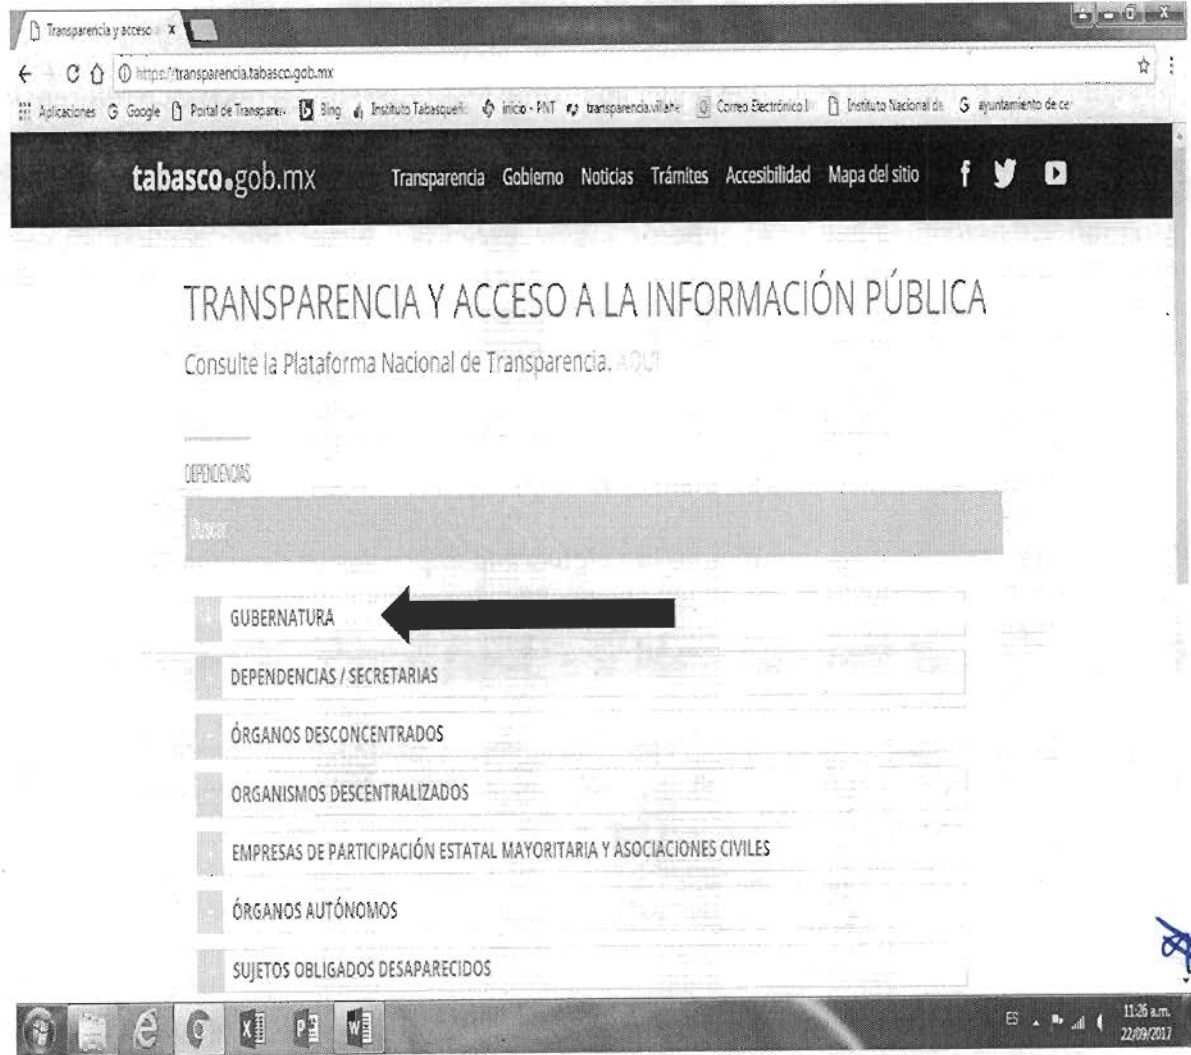 Transparencia y acceso a x
https://transparencia.tabasco.gob.mx
Aplicaciones G Google Portal de Transparen Bing Instituto Tabasqueño inicio - PNT transparencia.villahe Correo Electrónico I Instituto Nacional de G ayuntamiento de cen
tabasco.gob.mx Transparencia Gobierno Noticias Trámites Accesibilidad Mapa del sitio
TRANSPARENCIA Y ACCESO A LA INFORMACIÓN PÚBLICA
Consulte la Plataforma Nacional de Transparencia. AQUÍ
DEPENDENCIAS
Buscar
GUBERNATURA
DEPENDENCIAS / SECRETARIAS
ÓRGANOS DESCONCENTRADOS
ORGANISMOS DESCENTRALIZADOS
EMPRESAS DE PARTICIPACIÓN ESTATAL MAYORITARIA Y ASOCIACIONES CIVILES
ÓRGANOS AUTÓNOMOS
SUJETOS OBLIGADOS DESAPARECIDOS
ES 11:26 a.m.
22/09/2017